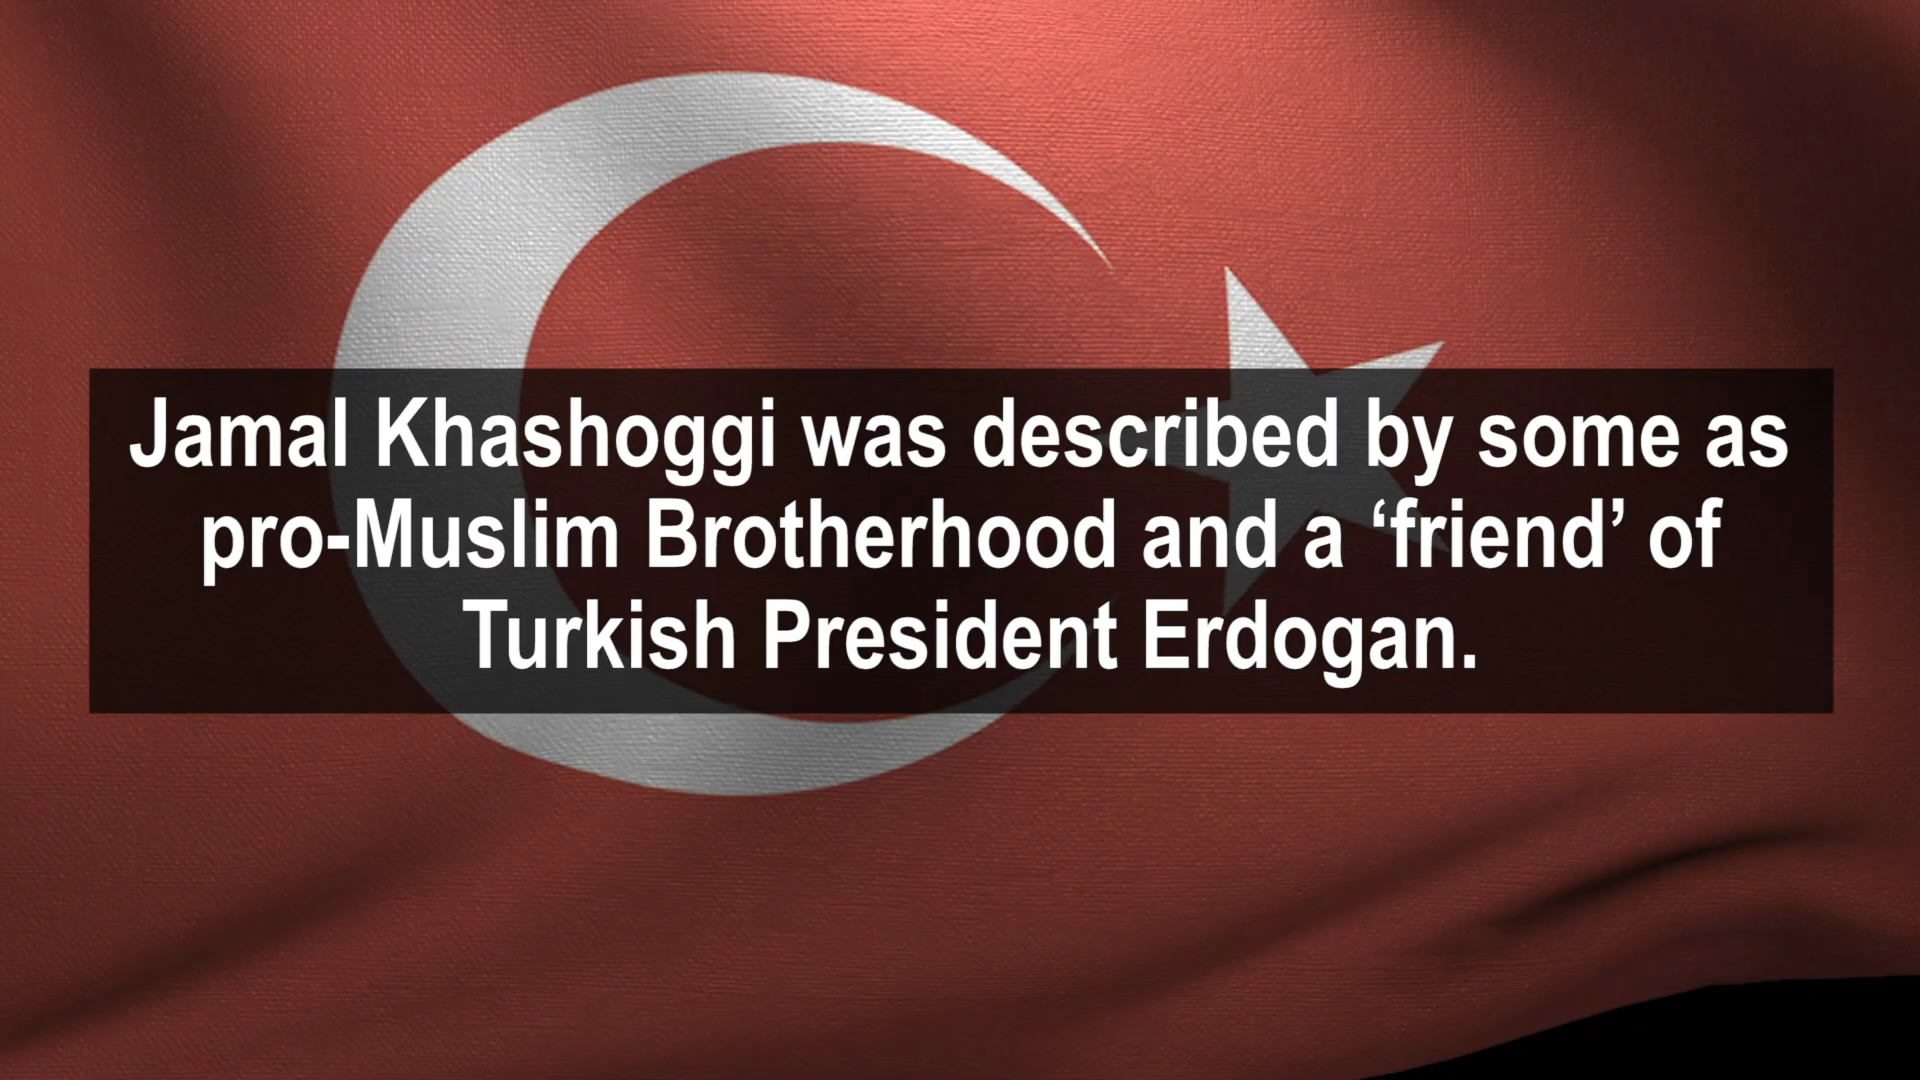 Jamal Khashoggi was described by some as
pro-Muslim Brotherhood and a ‘friend’ of
Turkish President Erdogan.